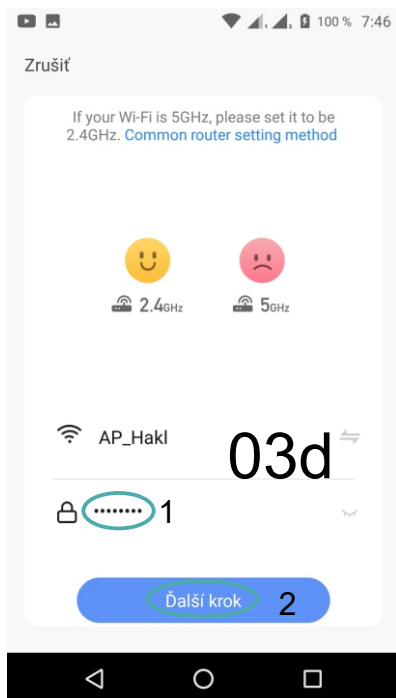 100 % 7:46
Zrušiť
If your Wi-Fi is 5GHz, please set it to be
2.4GHz. Common router setting method
2.4GHz 5GHz
AP_Hakl
03d
•••••••• 1
Ďalší krok 2